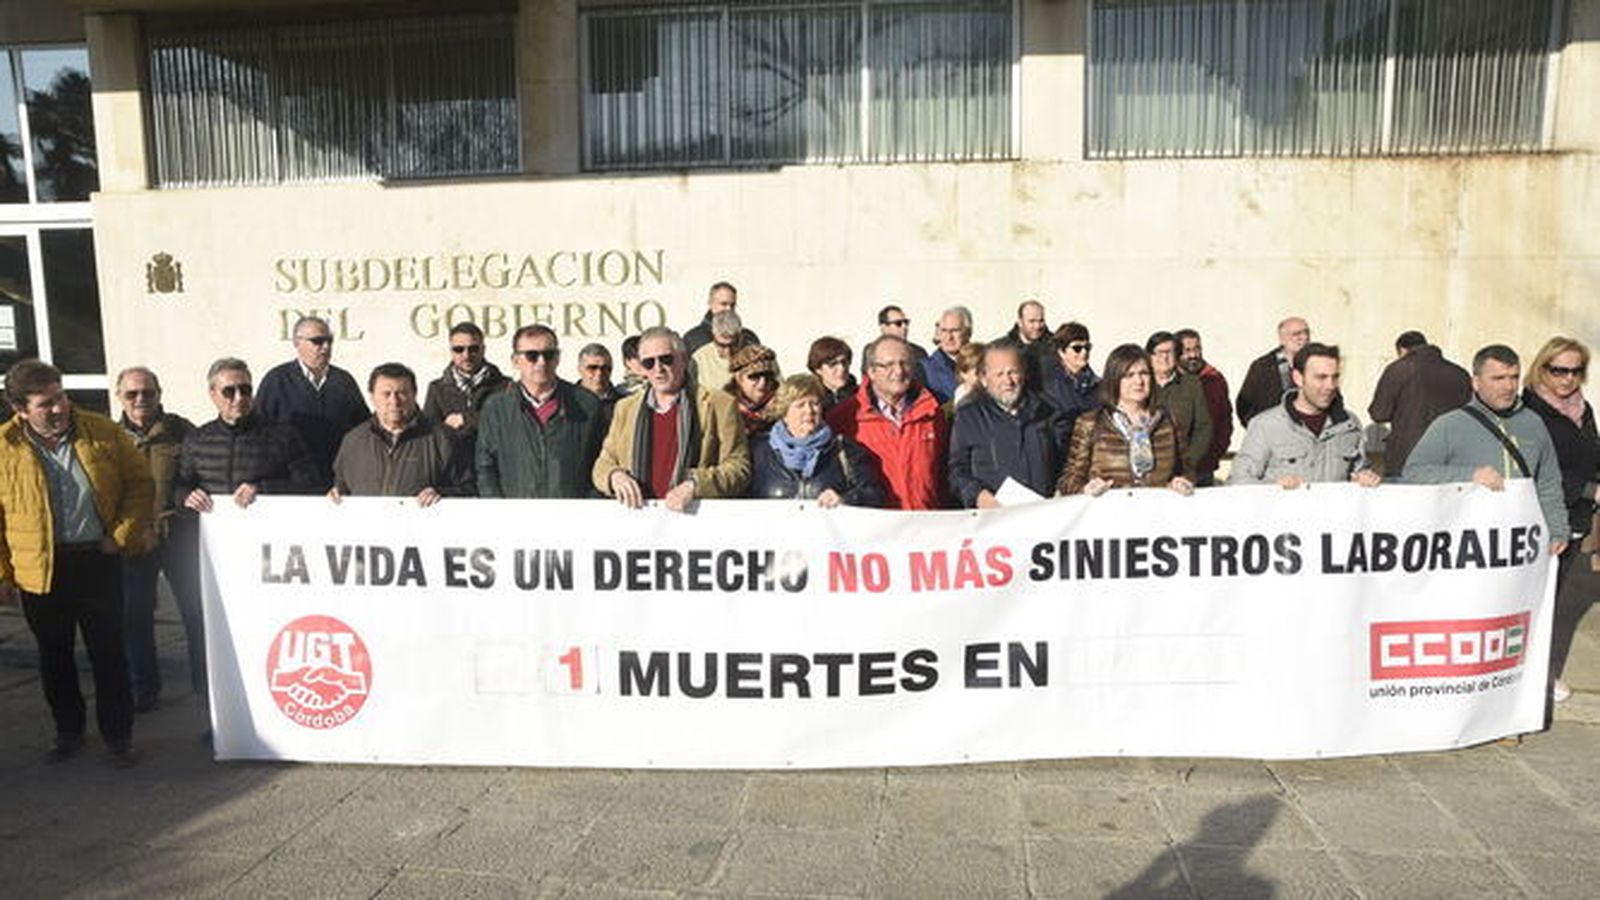 SUBDELEGACION
DEL GOBIERNO
LA VIDA ES UN DERECHO NO MÁS SINIESTROS LABORALES
1 MUERTES EN
UGT
Córdoba
CCOO
unión provincial de